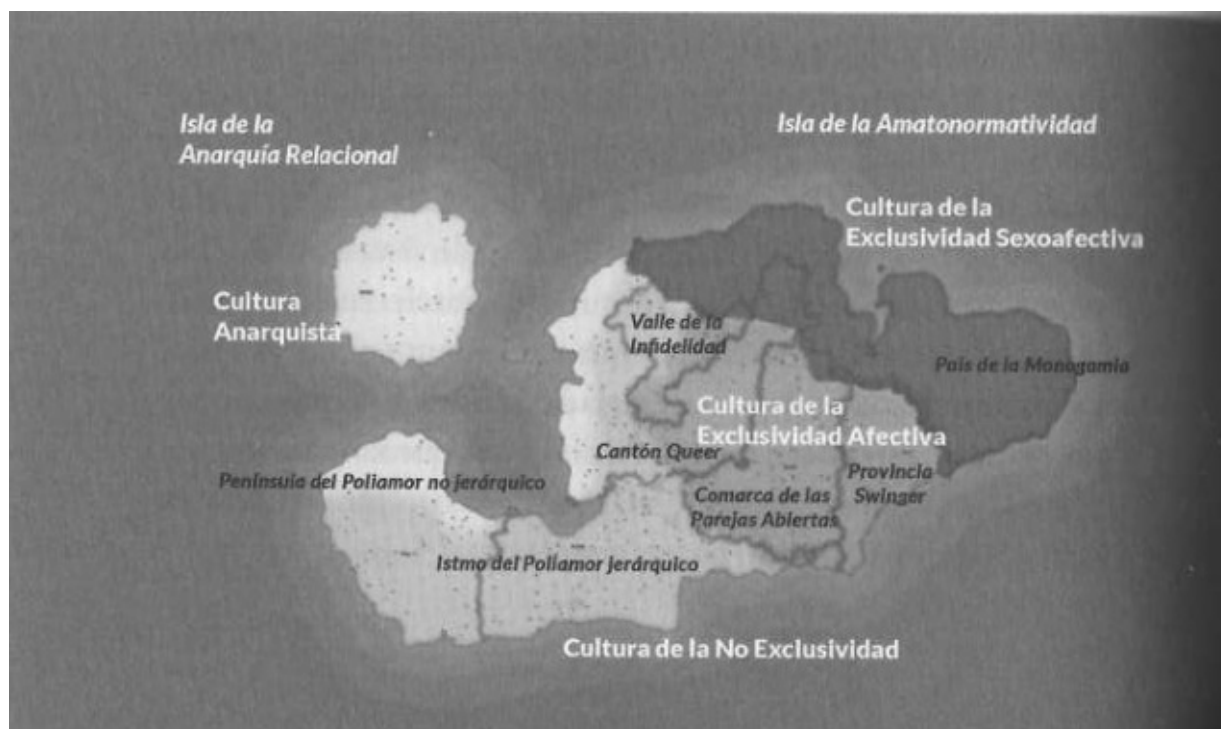 Isla de la
Anarquía Relacional
Isla de la Amatonormatividad
Cultura de la
Exclusividad Sexoafectiva
Cultura
Anarquista
Valle de la
Infidelidad
País de la Monogamia
Cultura de la
Exclusividad Afectiva
Cantón Queer
Provincia
Swinger
Península del Poliamor no jerárquico
Comarca de las
Parejas Abiertas
Istmo del Poliamor jerárquico
Cultura de la No Exclusividad